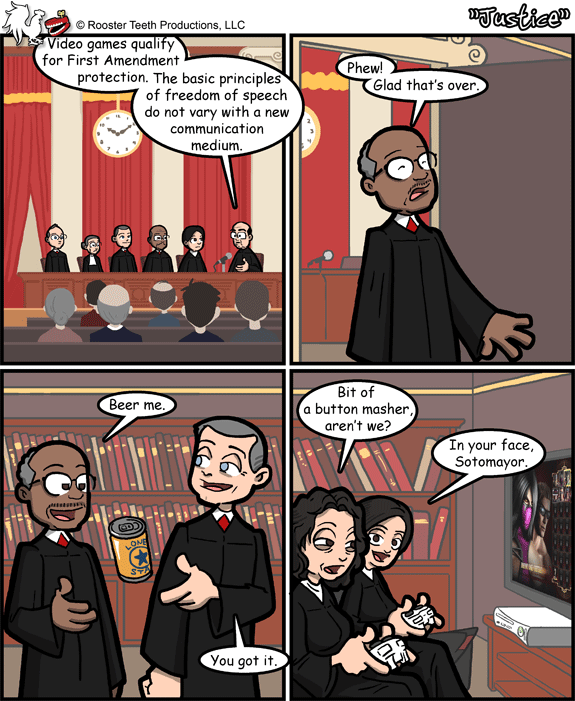 © Rooster Teeth Productions, LLC
"Justice"
Video games qualify
for First Amendment
protection.
The basic principles
of freedom of speech
do not vary with a new
communication
medium.
Phew!
Glad that's over.
Beer me.
LONE
STA
You got it.
Bit of
a button masher,
aren't we?
In your face,
Sotomayor.